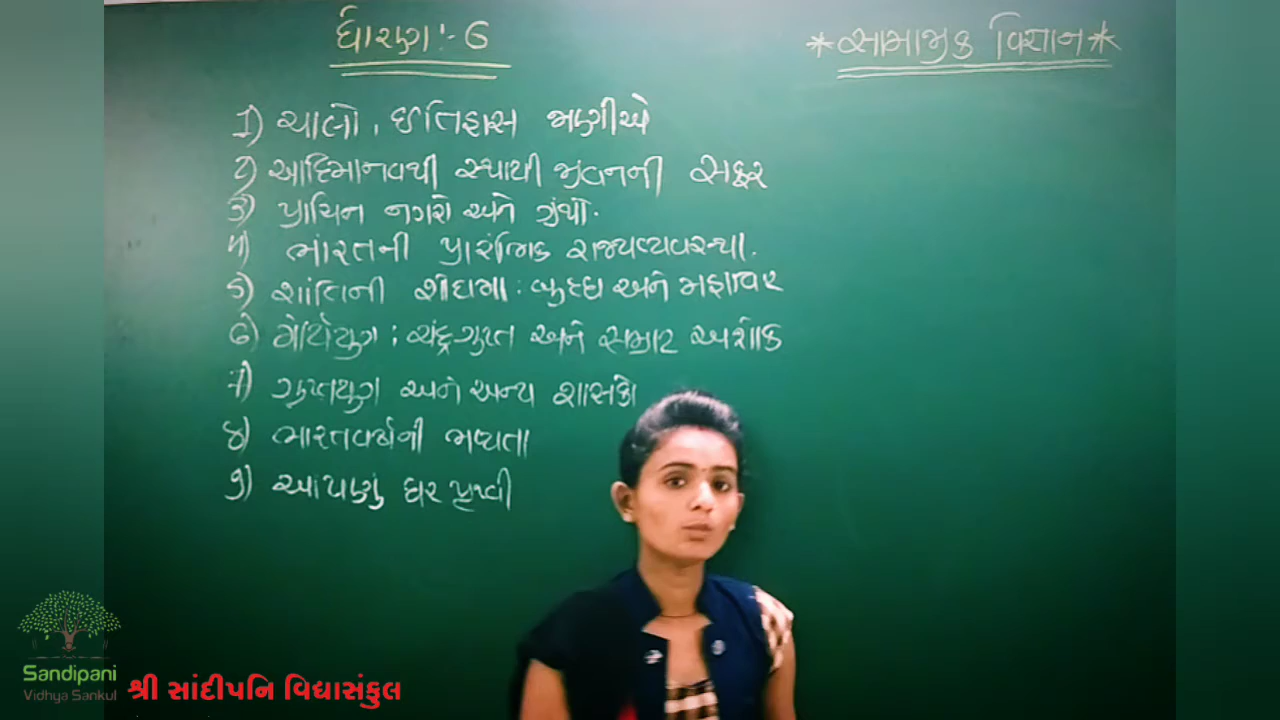 ધોરણ :- 6
*સામાજીક વિજ્ઞાન*
1) ચાલો, ઈતિહાસ જાણીએ
2) આદિમાનવથી સ્થાયી જીવનની સફર
3) પ્રાચિન નગરો અને ગ્રંથો.
4) ભારતની પ્રારંભિક રાજ્યવ્યવસ્થા.
5) શાંતિની શોધમાં : બુદ્ધ અને મહાવિર
6) મૌર્યયુગ : ચંદ્રગુપ્ત અને સમ્રાટ અશોક
7) ગુપ્તયુગ અને અન્ય શાસકો
8) ભારતવર્ષની ભવ્યતા
9) આપણું ઘર પૃથ્વી
Sandipani
Vidhya Sankul
શ્રી સાંદીપનિ વિદ્યાસંકુલ